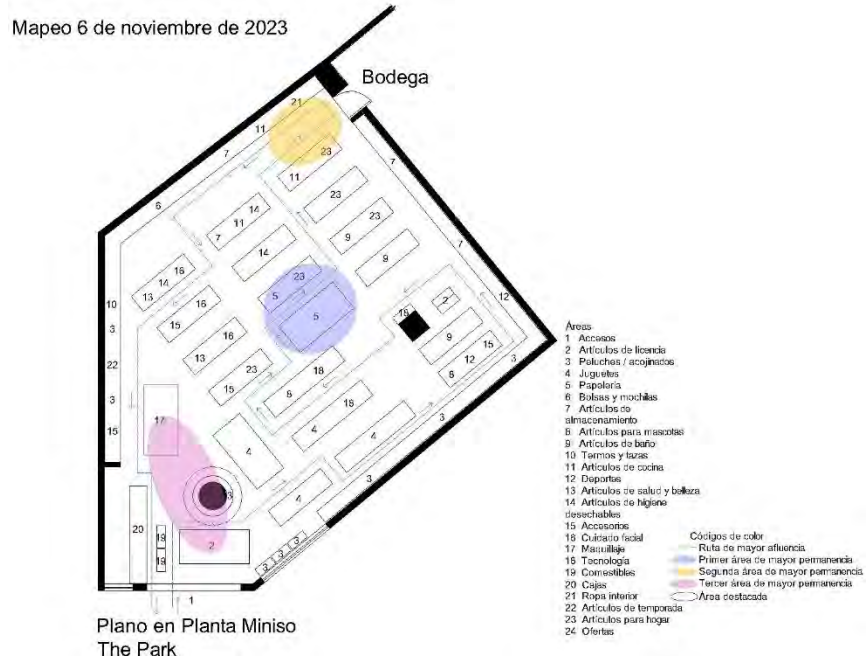 Mapeo 6 de noviembre de 2023
Bodega
21
11
7
23
7
11
6
23
14
11
7
23
9
7
14
9
16
14
13
23
5
12
10
2
16
15
5
18
3
16
13
9
15
12
8
3
22
23
15
18
8
3
3
17
18
4
15
4
4
3
4
3
20
19
19
2
3
3
3
1
Plano en Planta Miniso
The Park
Áreas
1 Accesos
2 Artículos de licencia
3 Peluches / acojinados
4 Juguetes
5 Papelería
6 Bolsas y mochilas
7 Artículos de
almacenamiento
8 Artículos para mascotas
9 Artículos de baño
10 Termos y tazas
11 Artículos de cocina
12 Deportes
13 Artículos de salud y belleza
14 Artículos de higiene
desechables
15 Accesorios
16 Cuidado facial
17 Maquillaje
18 Tecnología
19 Comestibles
20 Cajas
21 Ropa interior
22 Artículos de temporada
23 Artículos para hogar
24 Ofertas
Códigos de color
Ruta de mayor afluencia
Primer área de mayor permanencia
Segunda área de mayor permanencia
Tercer área de mayor permanencia
Área destacada